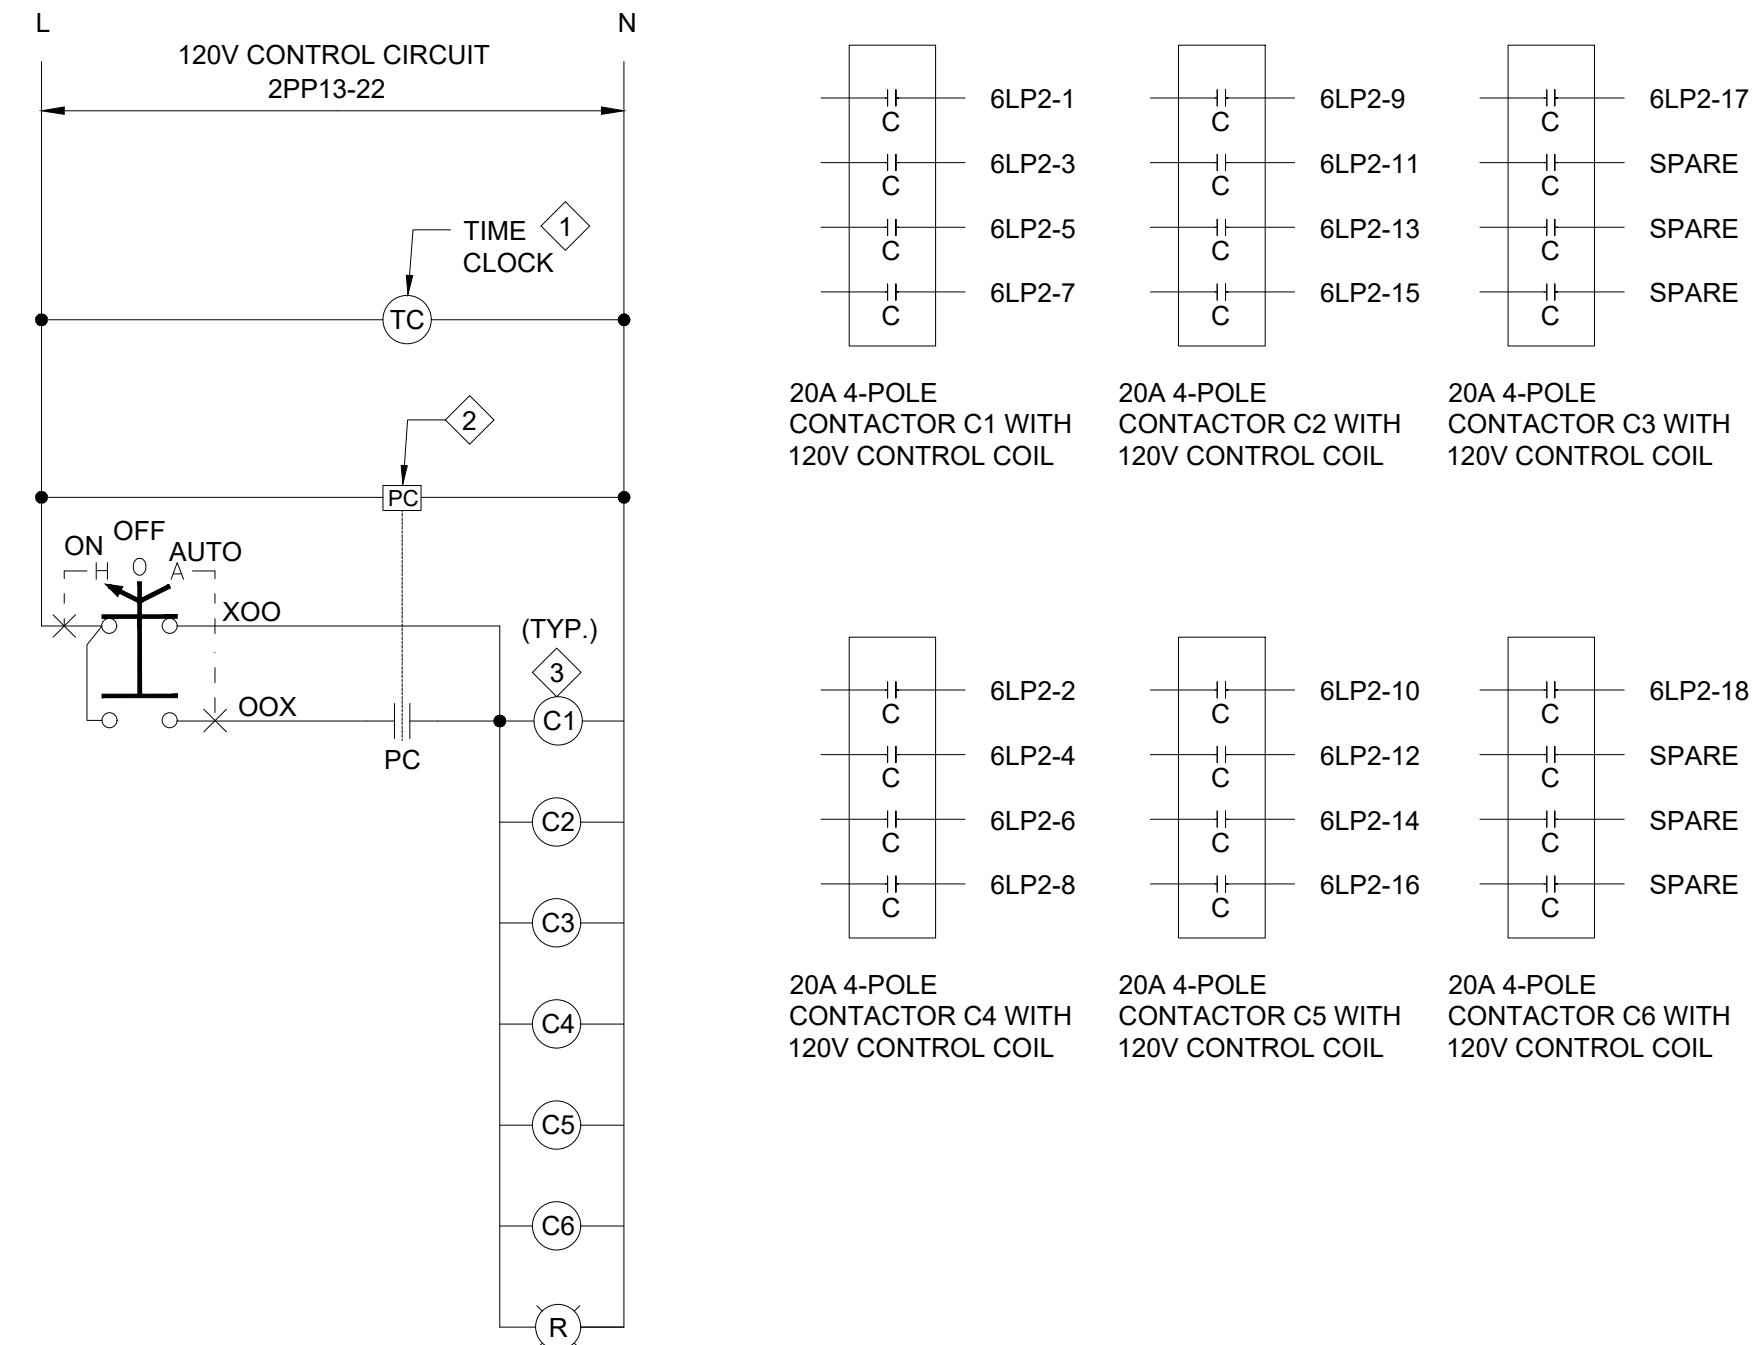 L
N
120V CONTROL CIRCUIT
2PP13-22
TIME
CLOCK
1
TC
2
PC
ON
OFF
AUTO
H
O
A
XOO
OOX
PC
(TYP.)
3
C1
C2
C3
C4
C5
C6
R
C
6LP2-1
C
6LP2-3
C
6LP2-5
C
6LP2-7
20A 4-POLE
CONTACTOR C1 WITH
120V CONTROL COIL
C
6LP2-9
C
6LP2-11
C
6LP2-13
C
6LP2-15
20A 4-POLE
CONTACTOR C2 WITH
120V CONTROL COIL
C
6LP2-17
C
SPARE
C
SPARE
C
SPARE
20A 4-POLE
CONTACTOR C3 WITH
120V CONTROL COIL
C
6LP2-2
C
6LP2-4
C
6LP2-6
C
6LP2-8
20A 4-POLE
CONTACTOR C4 WITH
120V CONTROL COIL
C
6LP2-10
C
6LP2-12
C
6LP2-14
C
6LP2-16
20A 4-POLE
CONTACTOR C5 WITH
120V CONTROL COIL
C
6LP2-18
C
SPARE
C
SPARE
C
SPARE
20A 4-POLE
CONTACTOR C6 WITH
120V CONTROL COIL